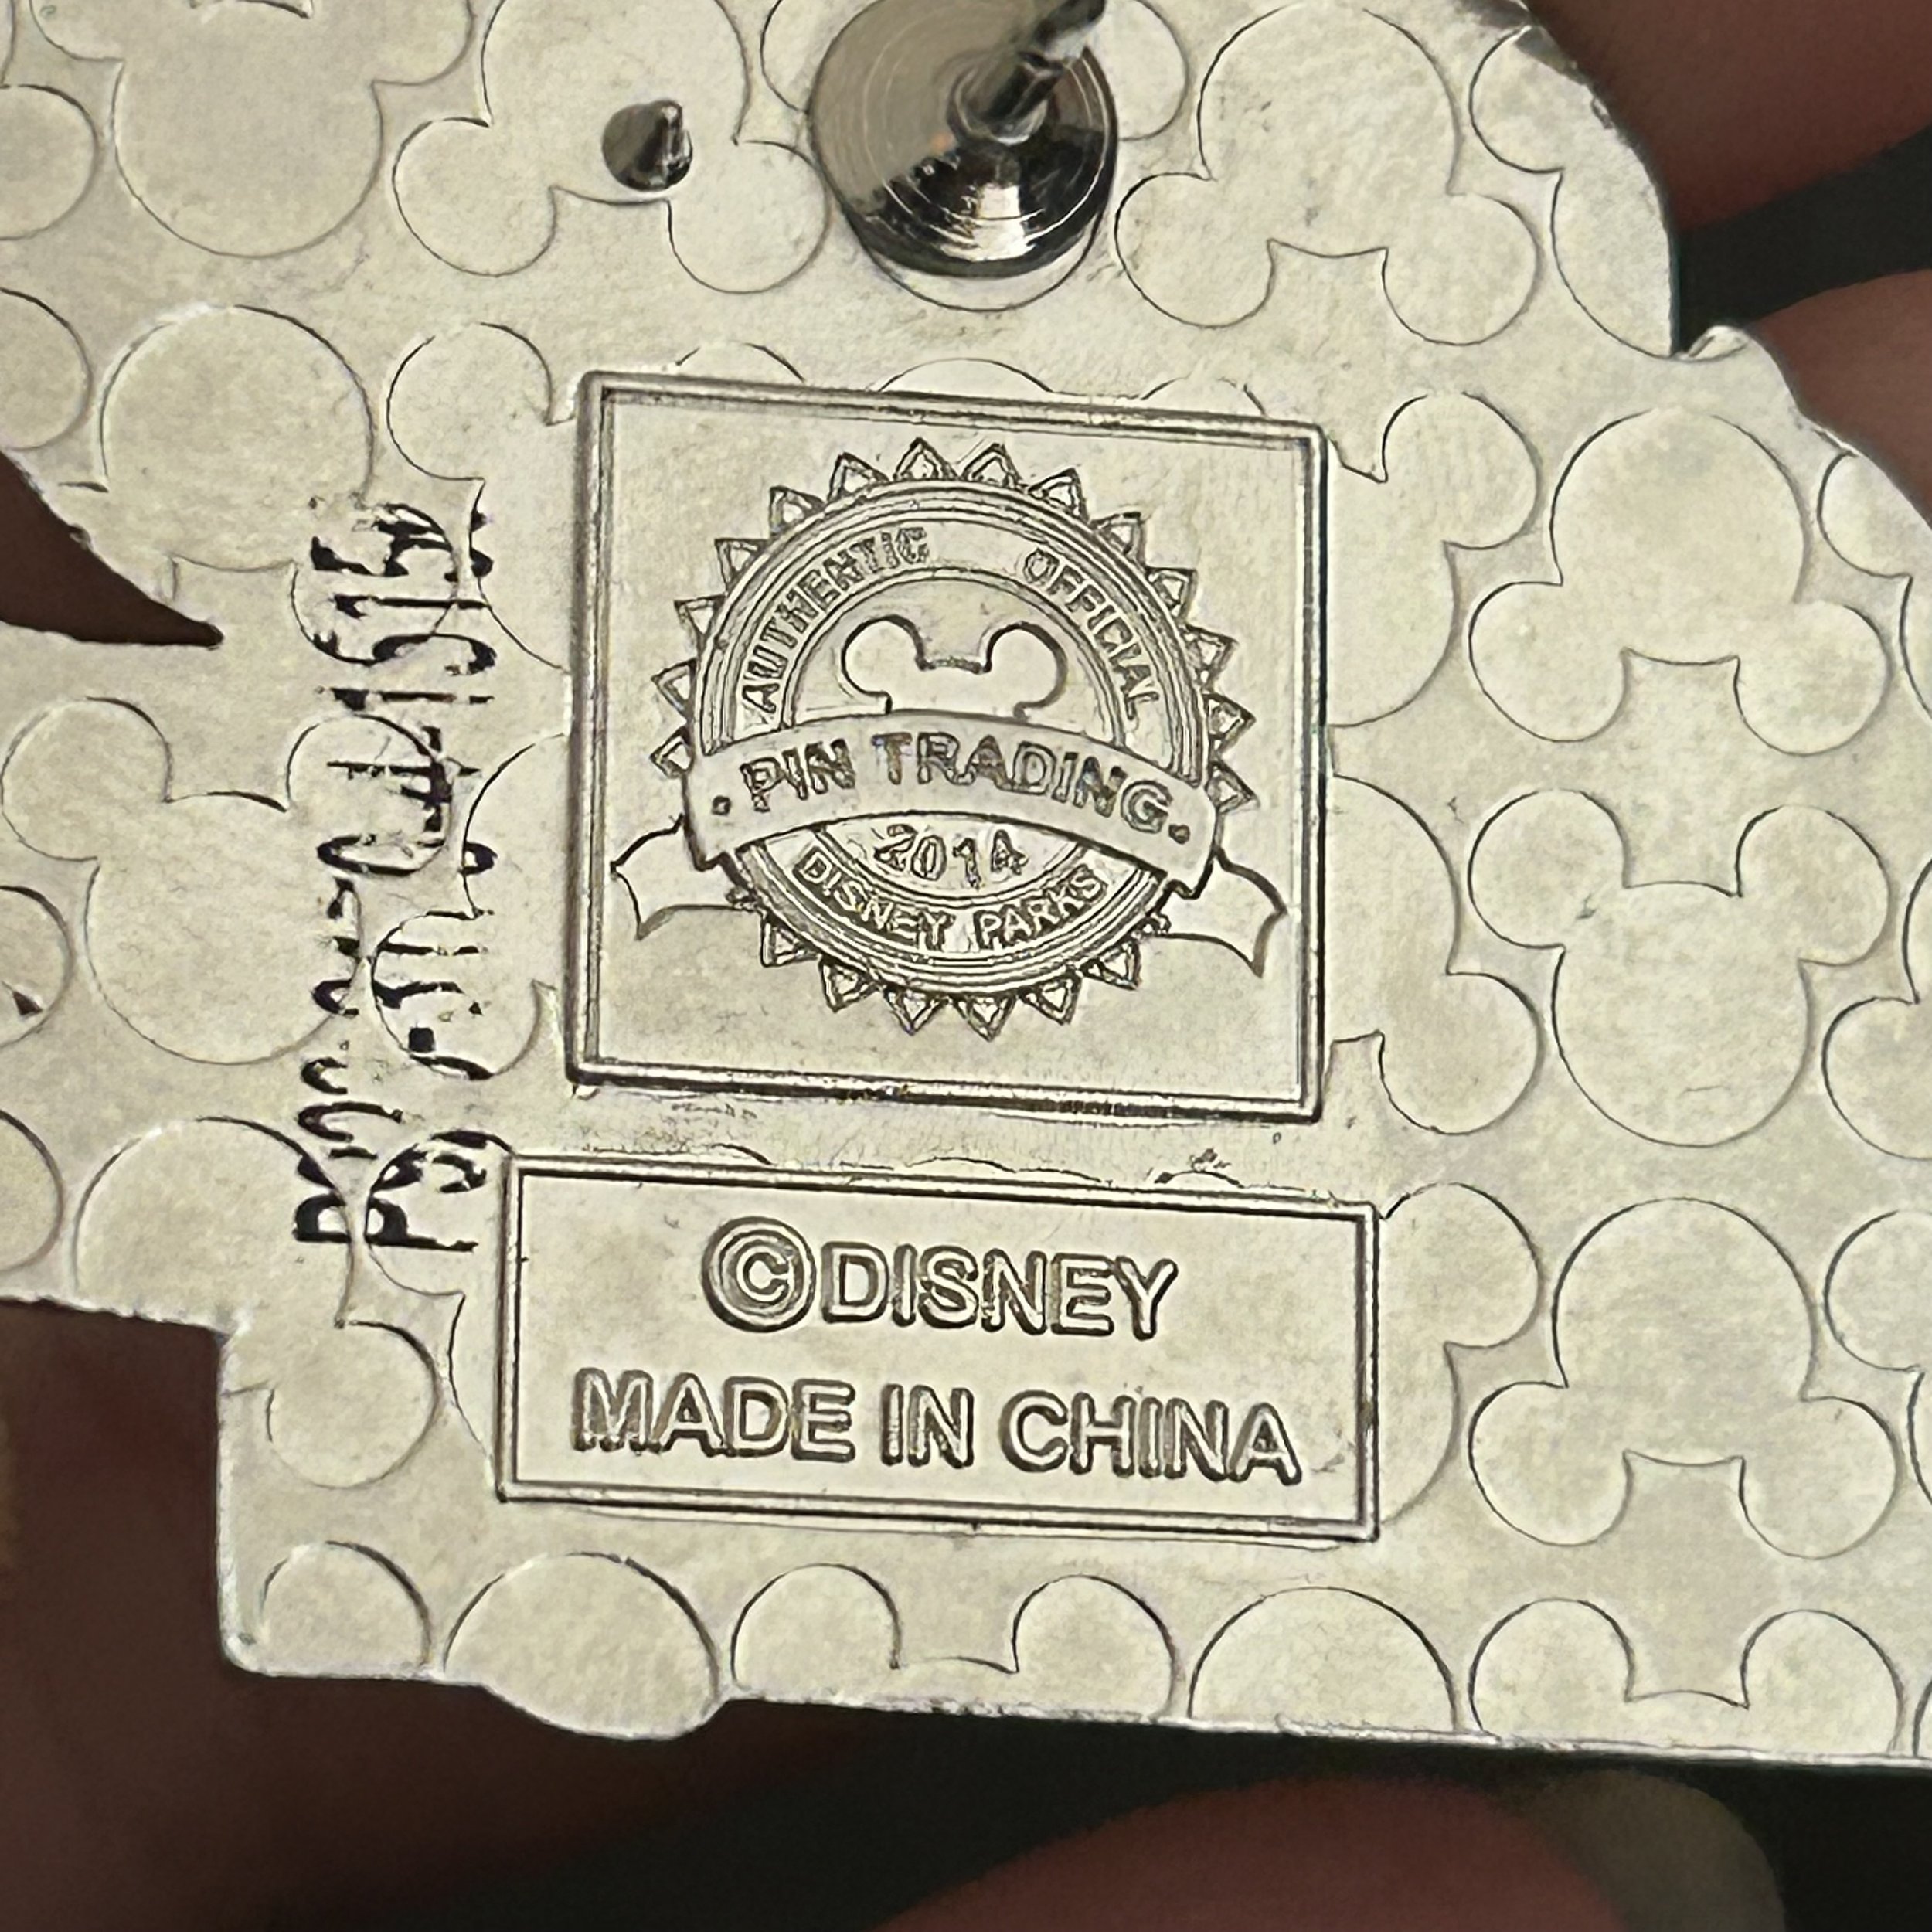 AUTHENTIC OFFICIAL
PIN TRADING
2014
DISNEY PARKS
©DISNEY
MADE IN CHINA